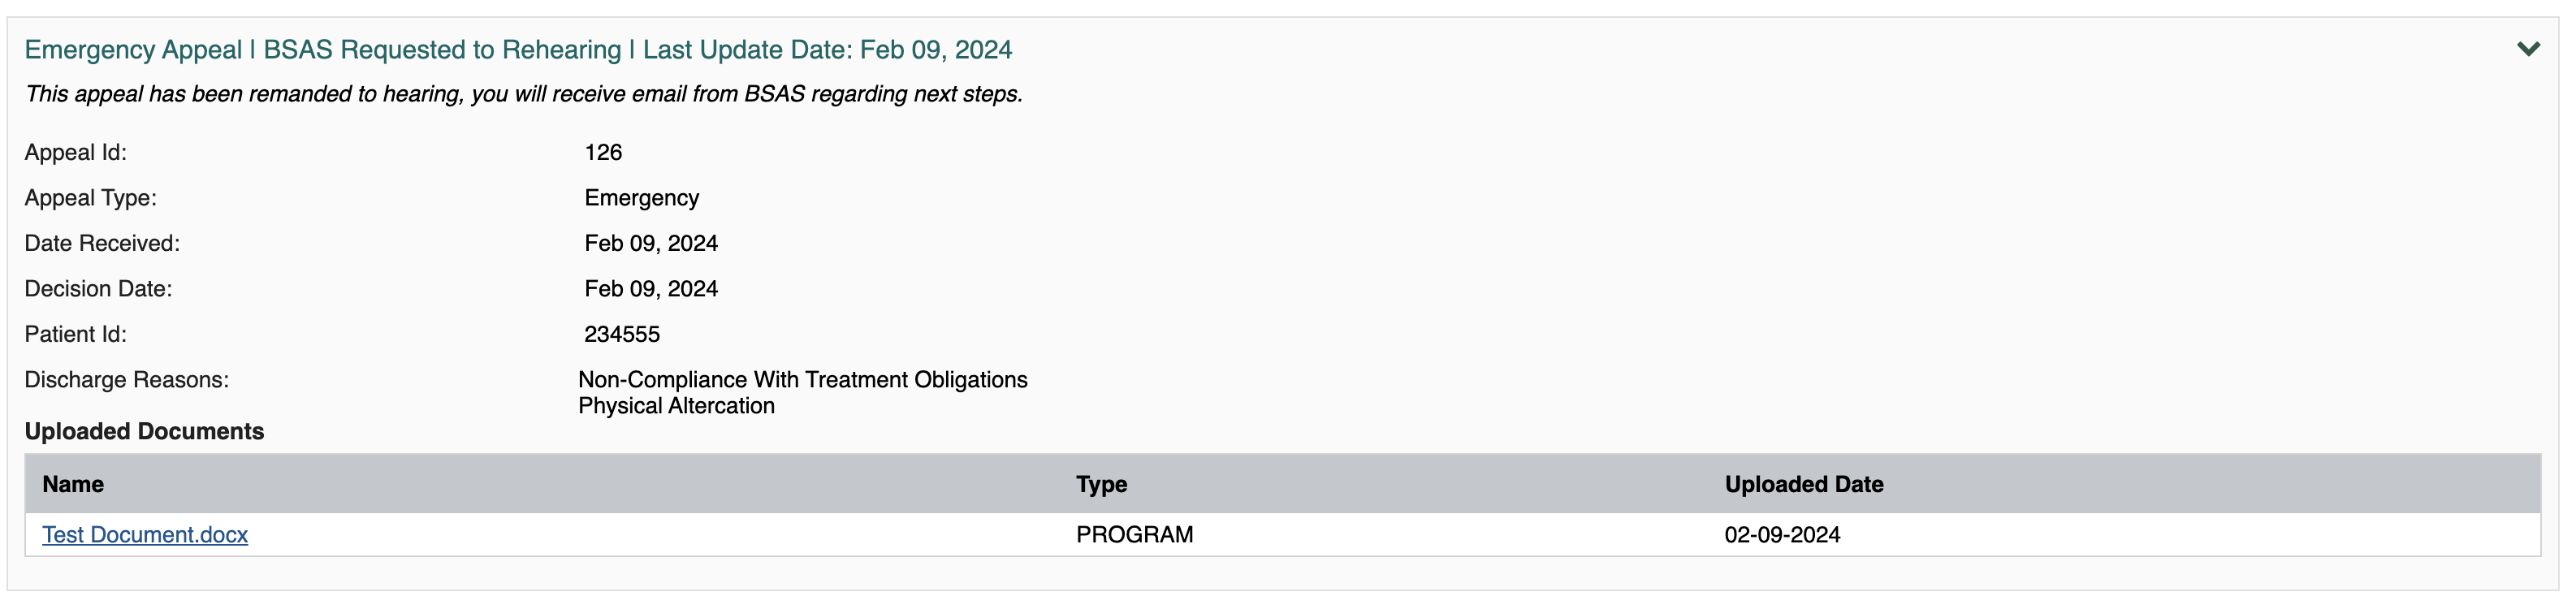 Emergency Appeal | BSAS Requested to Rehearing | Last Update Date: Feb 09, 2024
This appeal has been remanded to hearing, you will receive email from BSAS regarding next steps.
Appeal Id: 126
Appeal Type: Emergency
Date Received: Feb 09, 2024
Decision Date: Feb 09, 2024
Patient Id: 234555
Discharge Reasons: Non-Compliance With Treatment Obligations
Physical Altercation
Uploaded Documents
Name Type Uploaded Date
Test Document.docx PROGRAM 02-09-2024